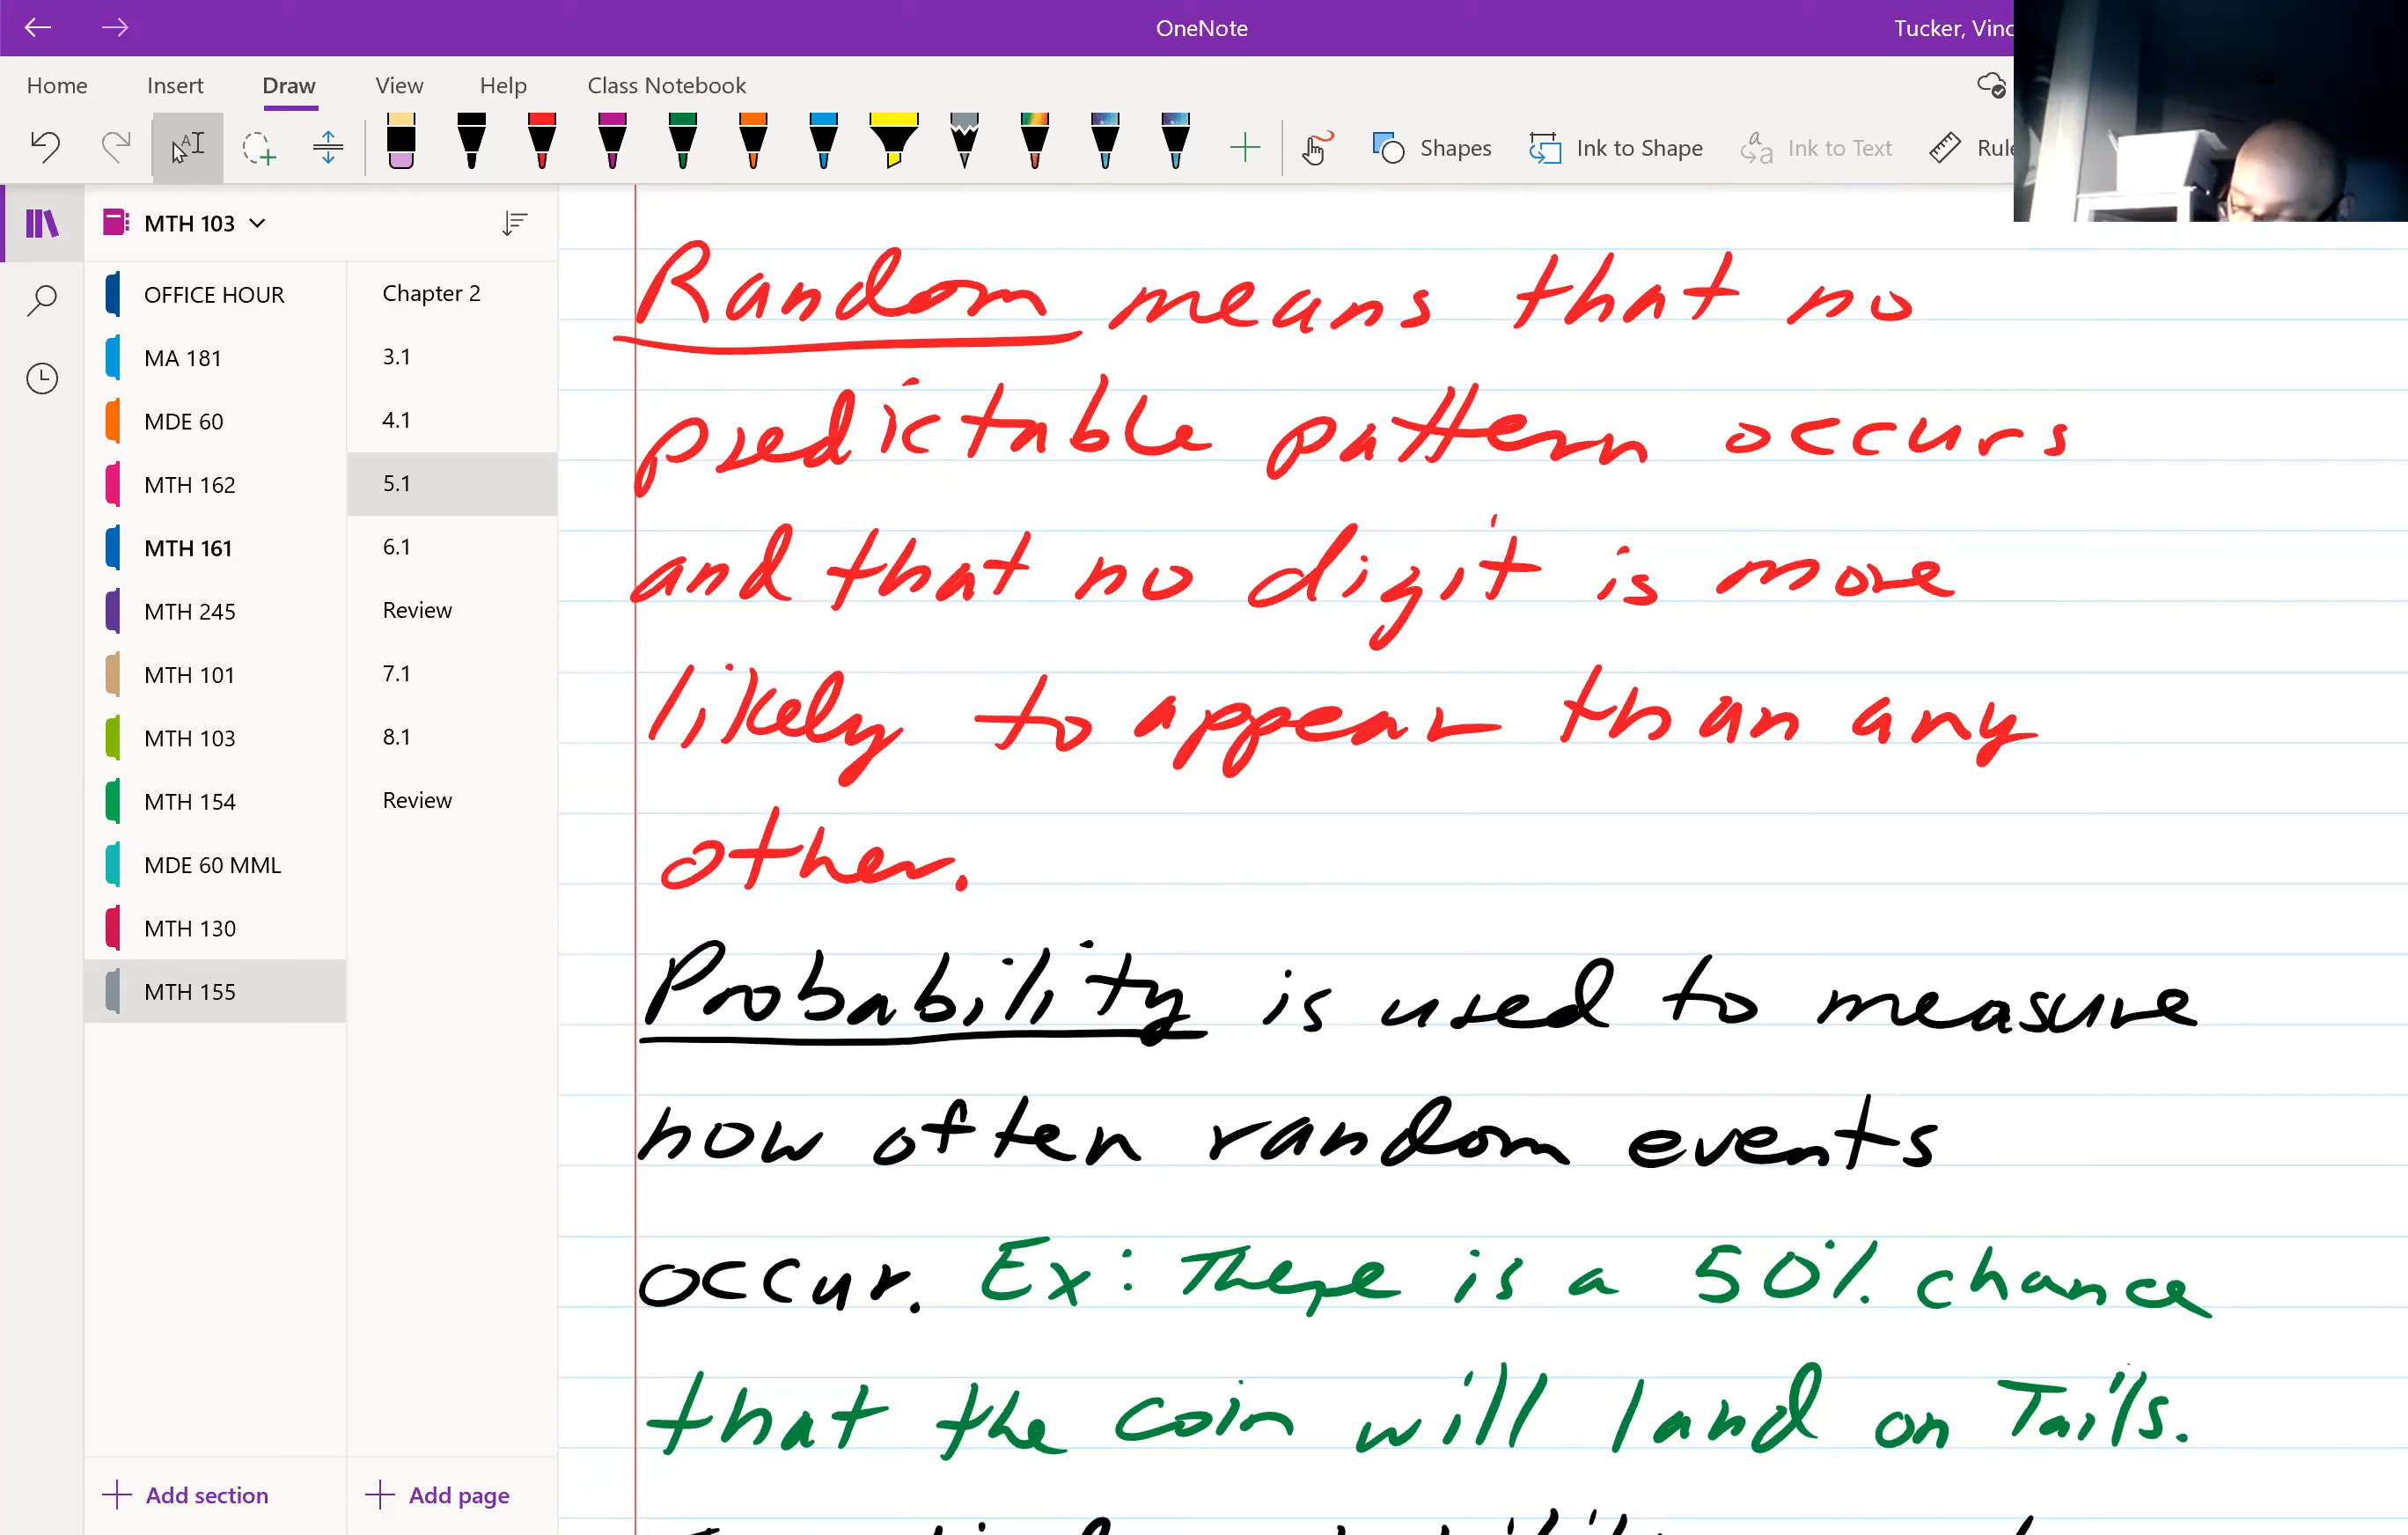 OneNote
Tucker, Vinc
Home Insert Draw View Help Class Notebook
Shapes Ink to Shape Ink to Text Rule
MTH 103
OFFICE HOUR
MA 181
MDE 60
MTH 162
MTH 161
MTH 245
MTH 101
MTH 103
MTH 154
MDE 60 MML
MTH 130
MTH 155
Add section
Chapter 2
3.1
4.1
5.1
6.1
Review
7.1
8.1
Review
Add page
Random means that no
predictable pattern occurs
and that no digit is more
likely to appear than any
other.
Probability is used to measure
how often random events
occur. Ex: There is a 50% chance
that the coin will land on Tails.